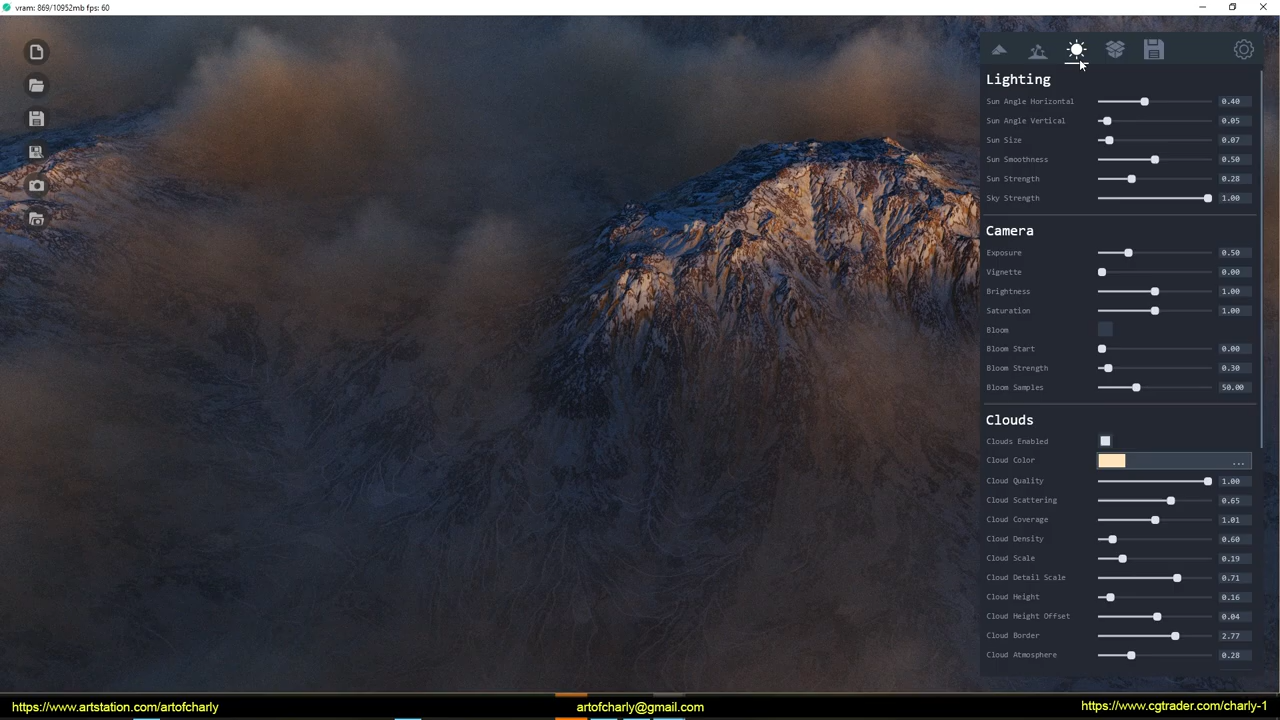 vram: 869/10952mb fps: 60
Lighting
Sun Angle Horizontal 0.40
Sun Angle Vertical 0.05
Sun Size 0.07
Sun Smoothness 0.50
Sun Strength 0.28
Sky Strength 1.00
Camera
Exposure 0.50
Vignette 0.00
Brightness 1.00
Saturation 1.00
Bloom
Bloom Start 0.00
Bloom Strength 0.30
Bloom Samples 50.00
Clouds
Clouds Enabled
Cloud Color ...
Cloud Quality 1.00
Cloud Scattering 0.65
Cloud Coverage 1.01
Cloud Density 0.60
Cloud Scale 0.19
Cloud Detail Scale 0.71
Cloud Height 0.16
Cloud Height Offset 0.04
Cloud Border 2.77
Cloud Atmosphere 0.28
https://www.artstation.com/artofcharly artofcharly@gmail.com https://www.cgtrader.com/charly-1